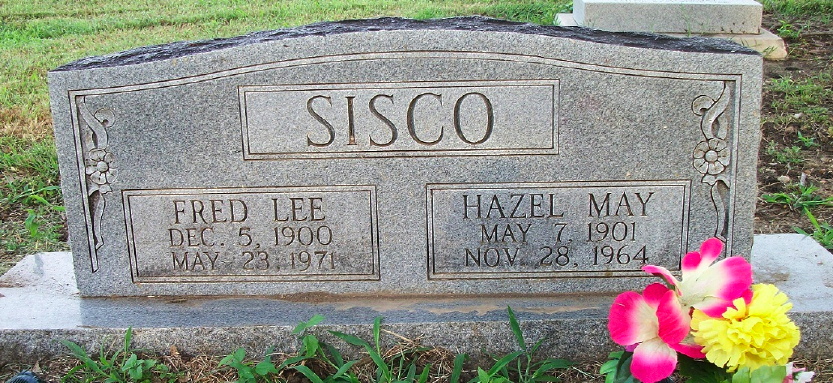 SISCO
FRED LEE
DEC. 5, 1900
MAY 23, 1971
HAZEL MAY
MAY 7, 1901
NOV. 28, 1964